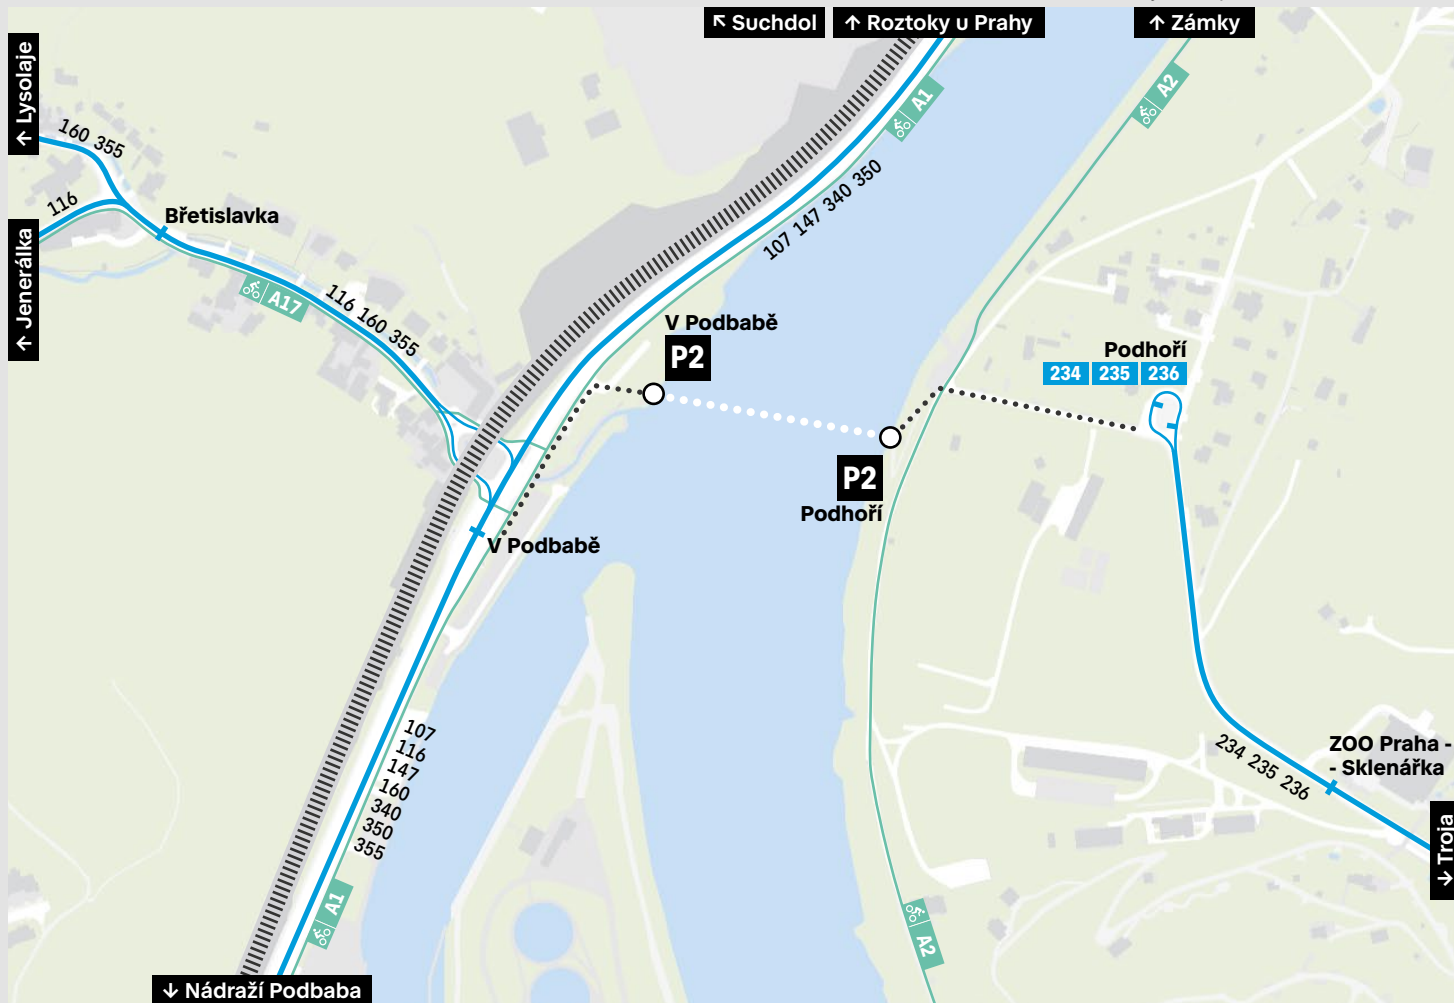 ↖ Suchdol
↑ Roztoky u Prahy
↑ Zámky
↑ Lysolaje
160 355
116
↑ Jenerálka
Břetislavka
A17
116 160 355
A1
A2
107 147 340 350
V Podbabě
P2
Podhoří
234 235 236
P2
Podhoří
V Podbabě
107
116
147
160
340
350
355
234 235 236
ZOO Praha -
- Sklenářka
↓ Troja
A1
A2
↓ Nádraží Podbaba